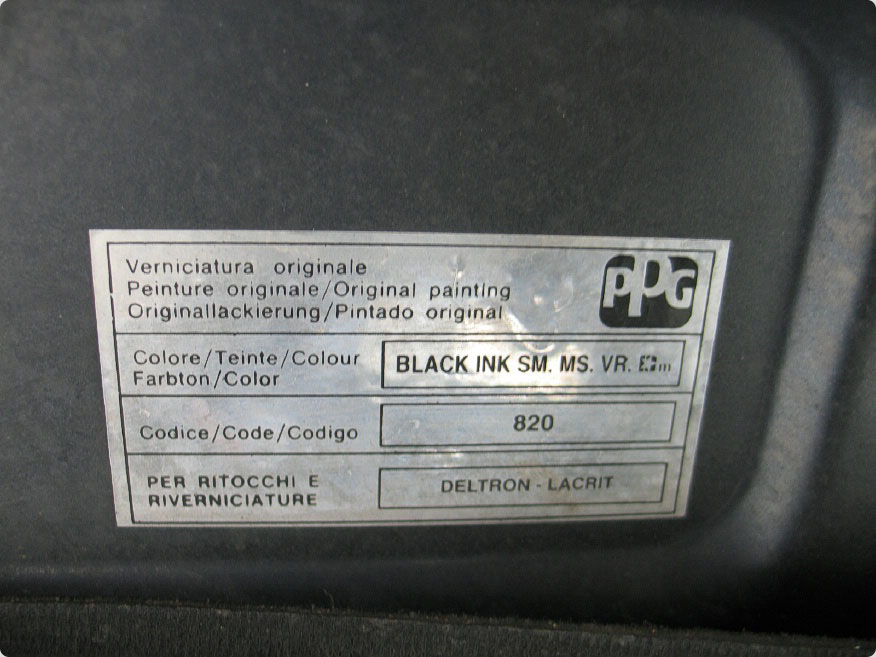 Verniciatura originale
Peinture originale/Original painting
Originallackierung/Pintado original
PPG
Colore/Teinte/Colour
Farbton/Color
BLACK INK SM. MS. VR.
Codice/Code/Codigo
820
PER RITOCCHI E
RIVERNICIATURE
DELTRON - LACRIT